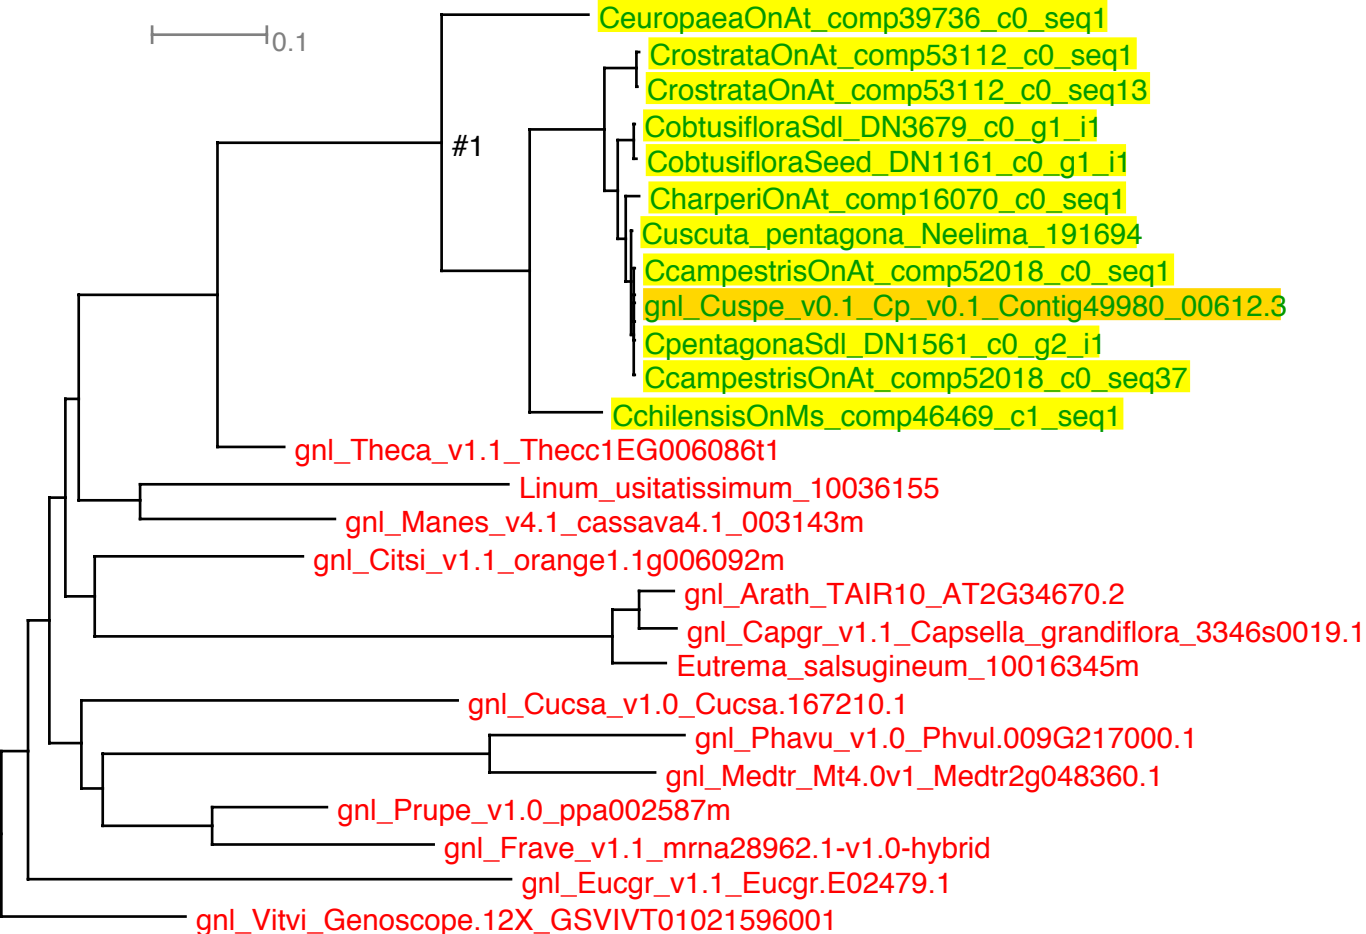 CeuropaeaOnAt_comp39736_c0_seq1
0.1
CrostrataOnAt_comp53112_c0_seq1
CrostrataOnAt_comp53112_c0_seq13
CobtusifloraSdl_DN3679_c0_g1_i1
#1
CobtusifloraSeed_DN1161_c0_g1_i1
CharperiOnAt_comp16070_c0_seq1
Cuscuta_pentagona_Neelima_191694
CcampestrisOnAt_comp52018_c0_seq1
gnl_Cuspe_v0.1_Cp_v0.1_Contig49980_00612.3
CpentagonaSdl_DN1561_c0_g2_i1
CcampestrisOnAt_comp52018_c0_seq37
CchilensisOnMs_comp46469_c1_seq1
gnl_Theca_v1.1_Thecc1EG006086t1
Linum_usitatissimum_10036155
gnl_Manes_v4.1_cassava4.1_003143m
gnl_Citsi_v1.1_orange1.1g006092m
gnl_Arath_TAIR10_AT2G34670.2
gnl_Capgr_v1.1_Capsella_grandiflora_3346s0019.1
Eutrema_salsugineum_10016345m
gnl_Cucsa_v1.0_Cucsa.167210.1
gnl_Phavu_v1.0_Phvul.009G217000.1
gnl_Medtr_Mt4.0v1_Medtr2g048360.1
gnl_Prupe_v1.0_ppa002587m
gnl_Frave_v1.1_mrna28962.1-v1.0-hybrid
gnl_Eucgr_v1.1_Eucgr.E02479.1
gnl_Vitvi_Genoscope.12X_GSVIVT01021596001